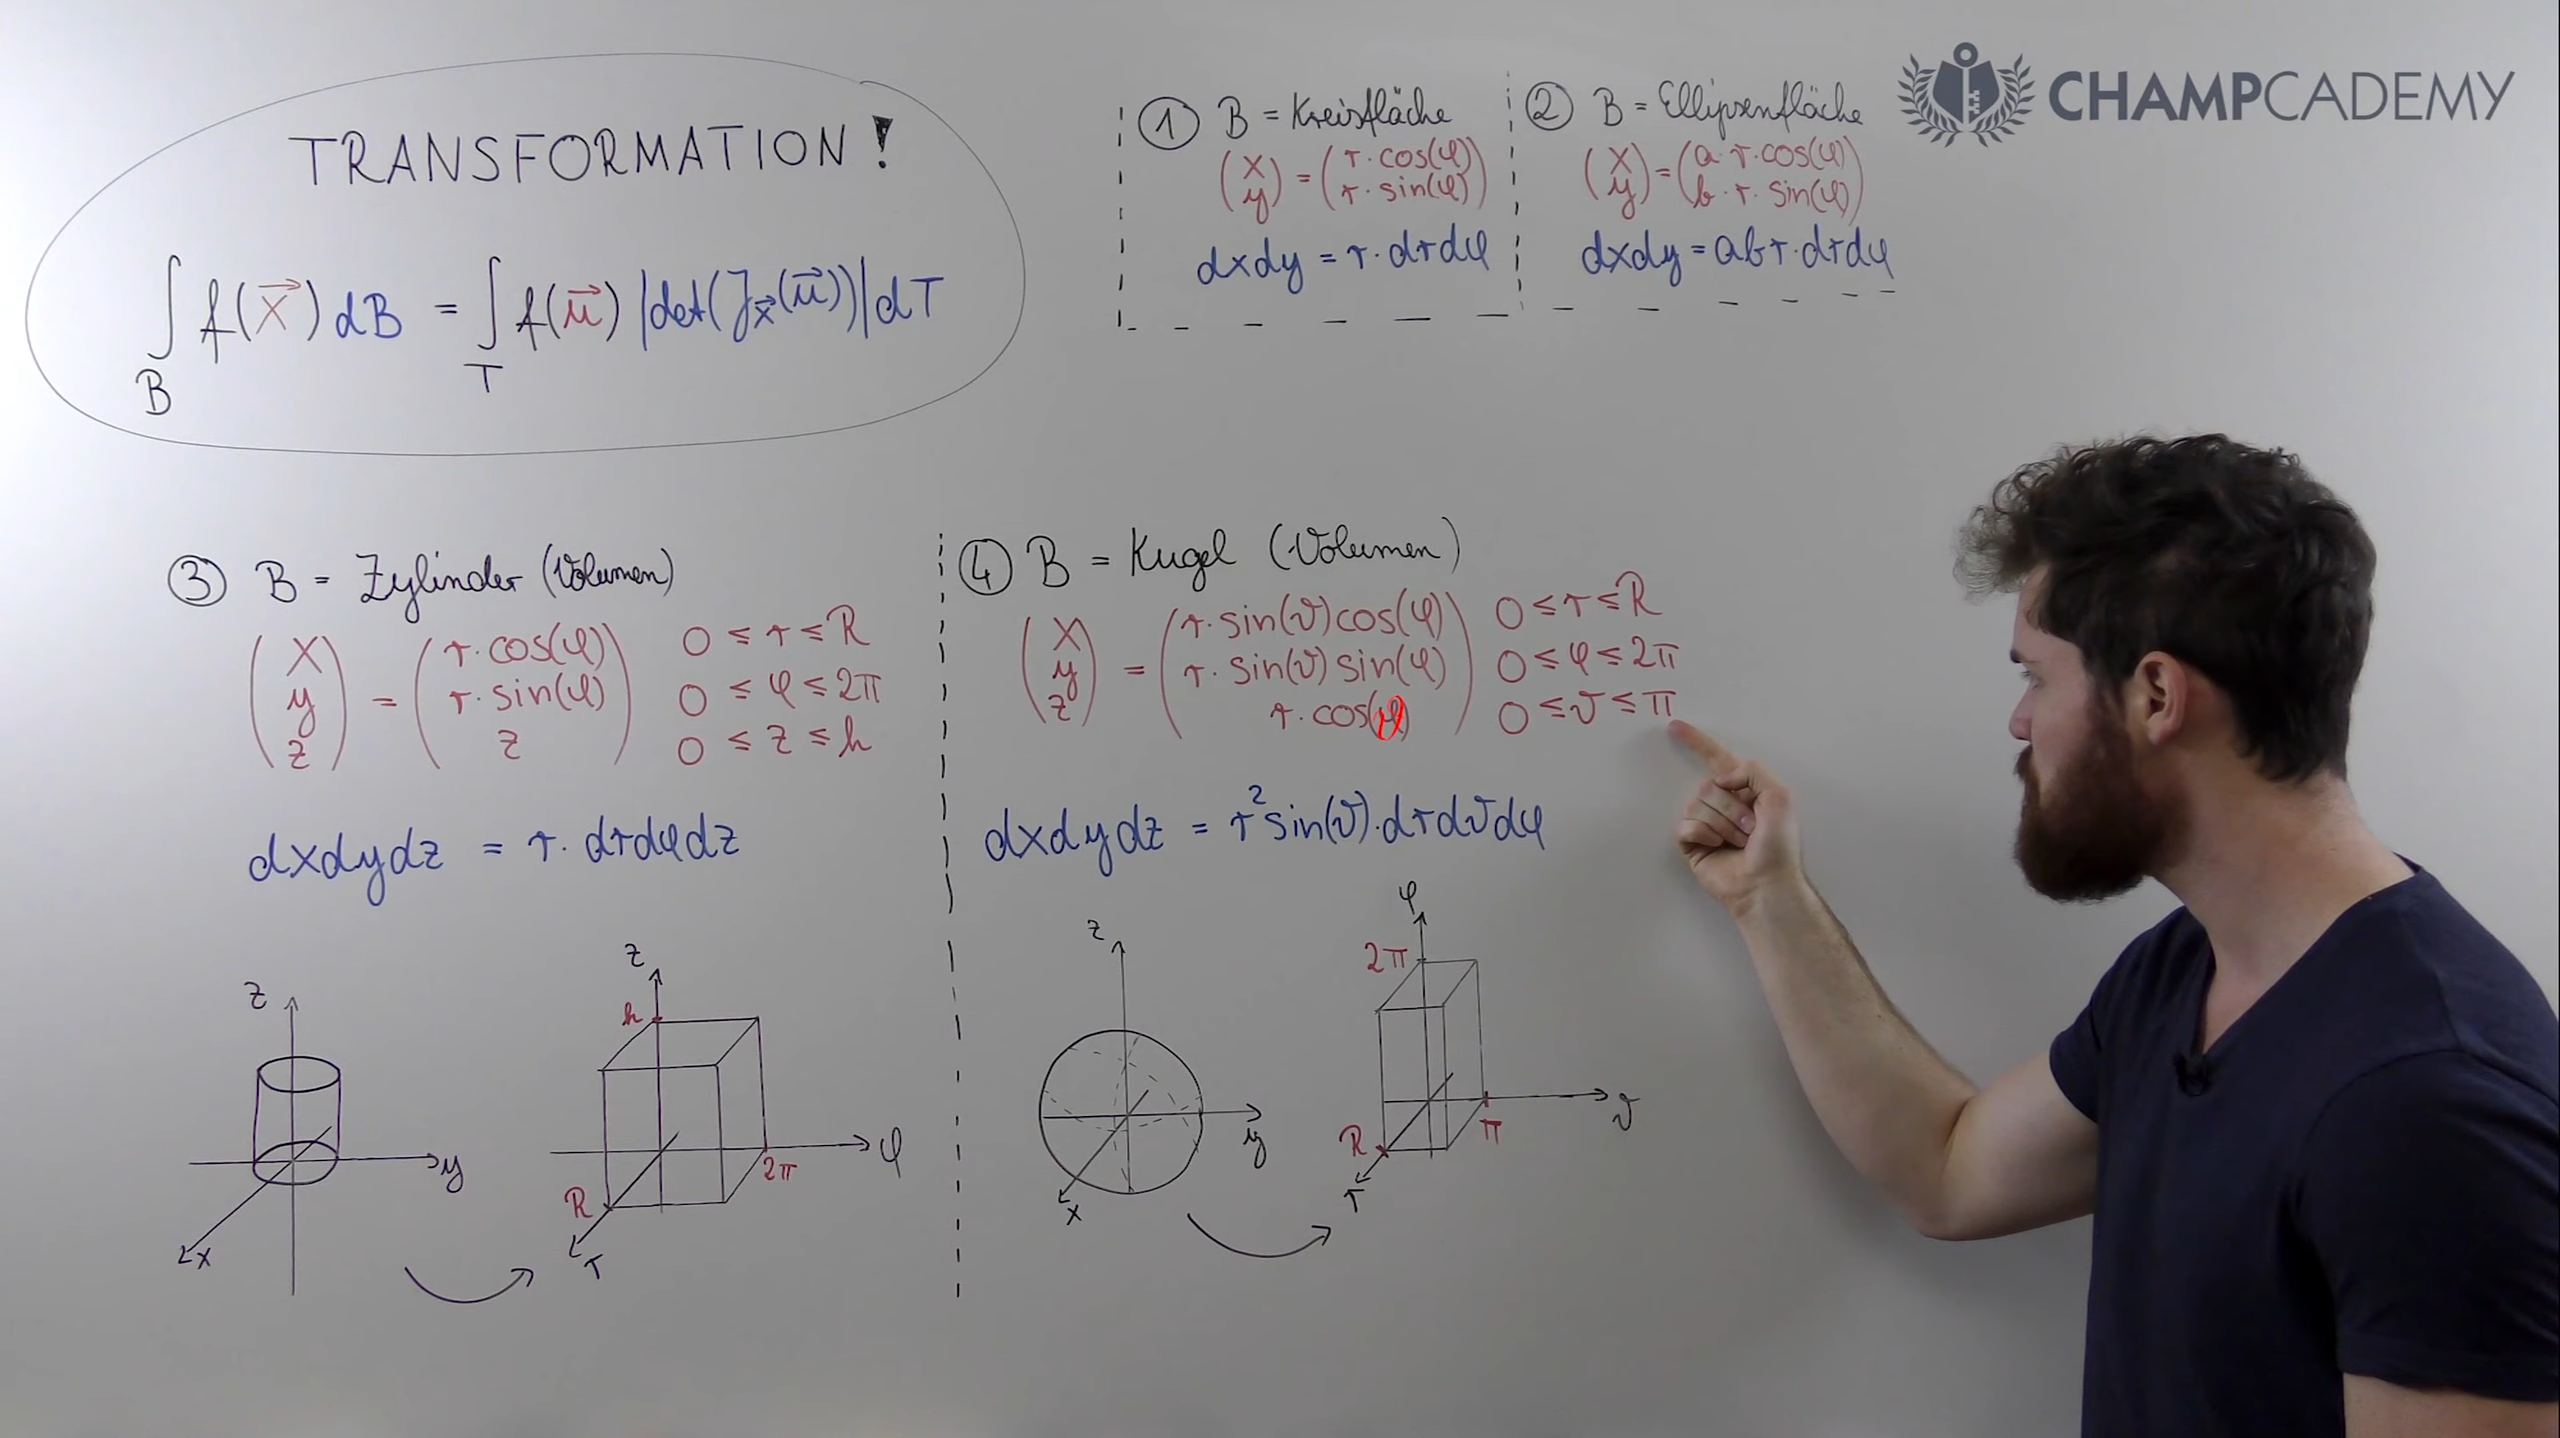 CHAMPCADEMY
TRANSFORMATION!
∫_B f(x⃗) dB = ∫_T f(u⃗) |det(J_x⃗(u⃗))| dT
① B = Kreisfläche
(x y) = (r·cos(φ) r·sin(φ))
dxdy = r·drdφ
② B = Ellipsenfläche
(x y) = (a·r·cos(φ) b·r·sin(φ))
dxdy = abr·drdφ
③ B = Zylinder (Volumen)
x r·cos(φ) 0 ≤ r ≤ R
y = r·sin(φ) 0 ≤ φ ≤ 2π
z z 0 ≤ z ≤ h
dxdydz = r·drdφdz
z
y
x
z
h
φ
2π
R
r
④ B = Kugel (Volumen)
x r·sin(ϑ)cos(φ) 0 ≤ r ≤ R
y = r·sin(ϑ)sin(φ) 0 ≤ φ ≤ 2π
z r·cos(ϑ) 0 ≤ ϑ ≤ π
dxdydz = r²sin(ϑ)·drdϑdφ
z
y
x
φ
2π
ϑ
π
R
r